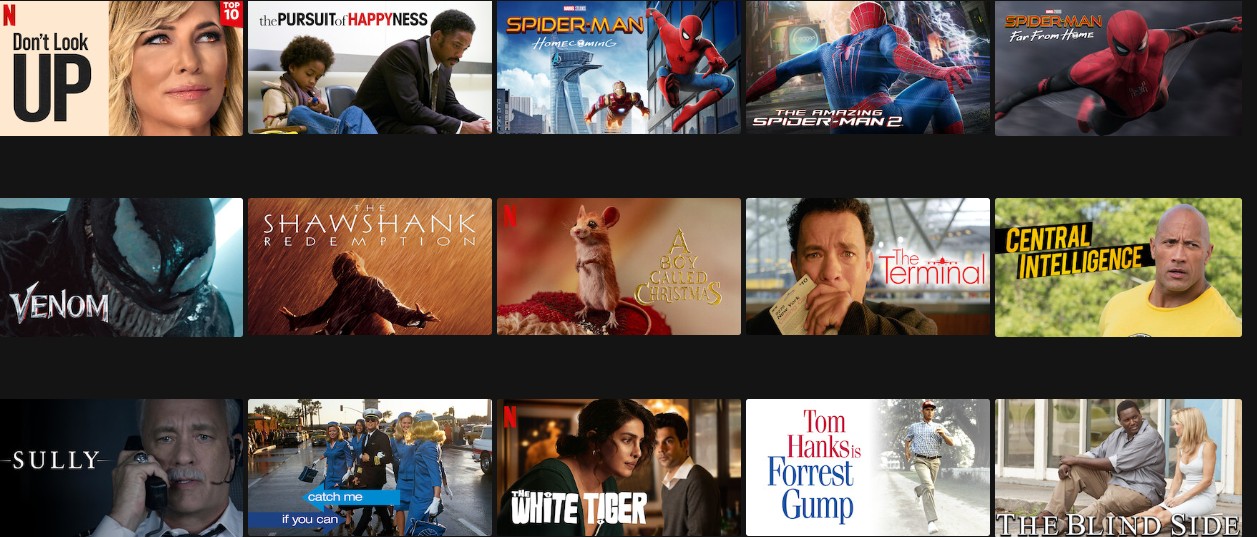 N
TOP
10
Don't Look
UP
the PURSUIT of HAPPYNESS
MARVEL STUDIOS
SPIDER-MAN
HOMECOMING
THE AMAZING
SPIDER-MAN 2
SPIDER-MAN
Far From Home
VENOM
THE
SHAWSHANK
REDEMPTION
N
A
BOY
CALLED
CHRISTMAS
The
Terminal
New York
CENTRAL
INTELLIGENCE
SULLY
catch me
if you can
N
THE
WHITE TIGER
Tom
Hanks is
Forrest
Gump
THE BLIND SIDE